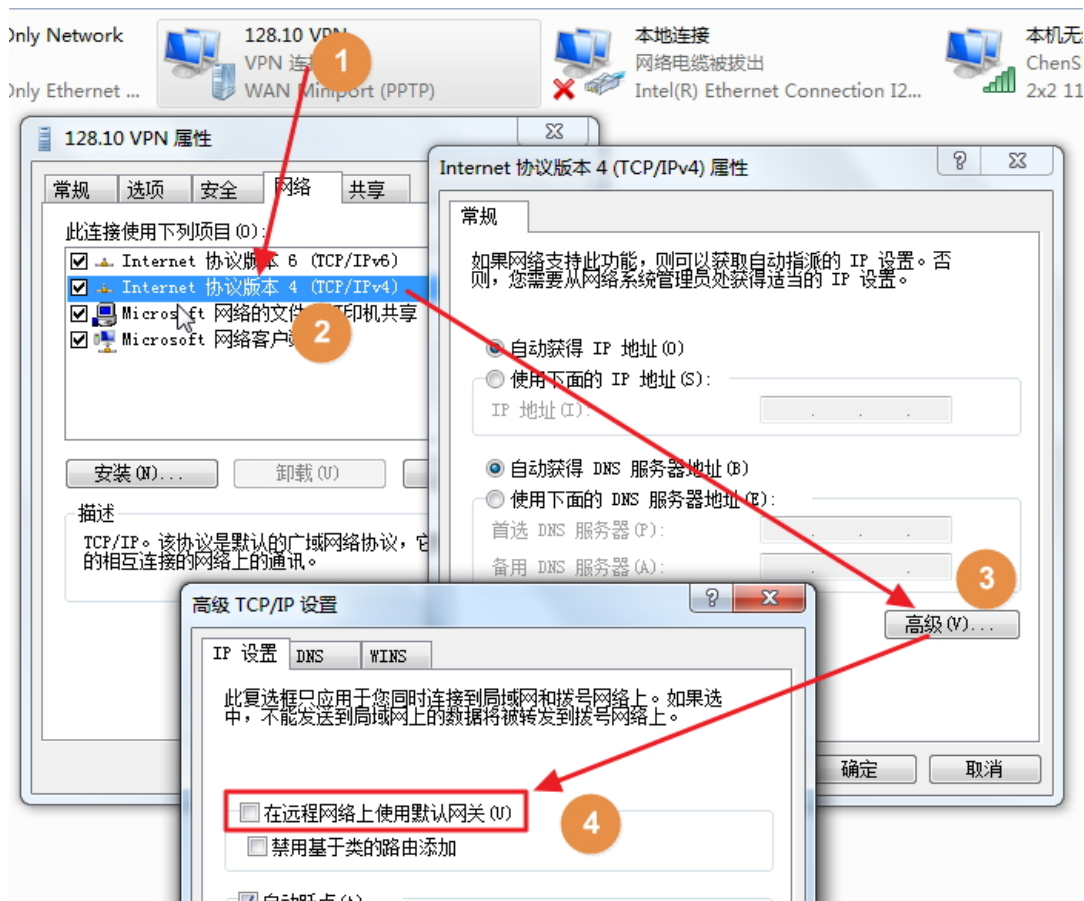 Only Network
Only Ethernet ...
128.10 VPN
VPN 连
WAN Miniport (PPTP)
本地连接
网络电缆被拔出
Intel(R) Ethernet Connection I2...
本机无
ChenS
2x2 11
1
128.10 VPN 属性
常规 选项 安全 网络 共享
此连接使用下列项目(O):
Internet 协议版本 6 (TCP/IPv6)
Internet 协议版本 4 (TCP/IPv4)
Microsoft 网络的文件 印机共享
Microsoft 网络客户
2
安装(N)... 卸载(U)
描述
TCP/IP。该协议是默认的广域网络协议,它
的相互连接的网络上的通讯。
Internet 协议版本 4 (TCP/IPv4) 属性
常规
如果网络支持此功能,则可以获取自动指派的 IP 设置。否
则,您需要从网络系统管理员处获得适当的 IP 设置。
自动获得 IP 地址(O)
使用下面的 IP 地址(S):
IP 地址(I):
自动获得 DNS 服务器地址(B)
使用下面的 DNS 服务器地址(E):
首选 DNS 服务器(P):
备用 DNS 服务器(A):
3
高级(V)...
确定 取消
高级 TCP/IP 设置
IP 设置 DNS WINS
此复选框只应用于您同时连接到局域网和拨号网络上。如果选
中,不能发送到局域网上的数据将被转发到拨号网络上。
在远程网络上使用默认网关(U)
4
禁用基于类的路由添加
自动跃点(A)